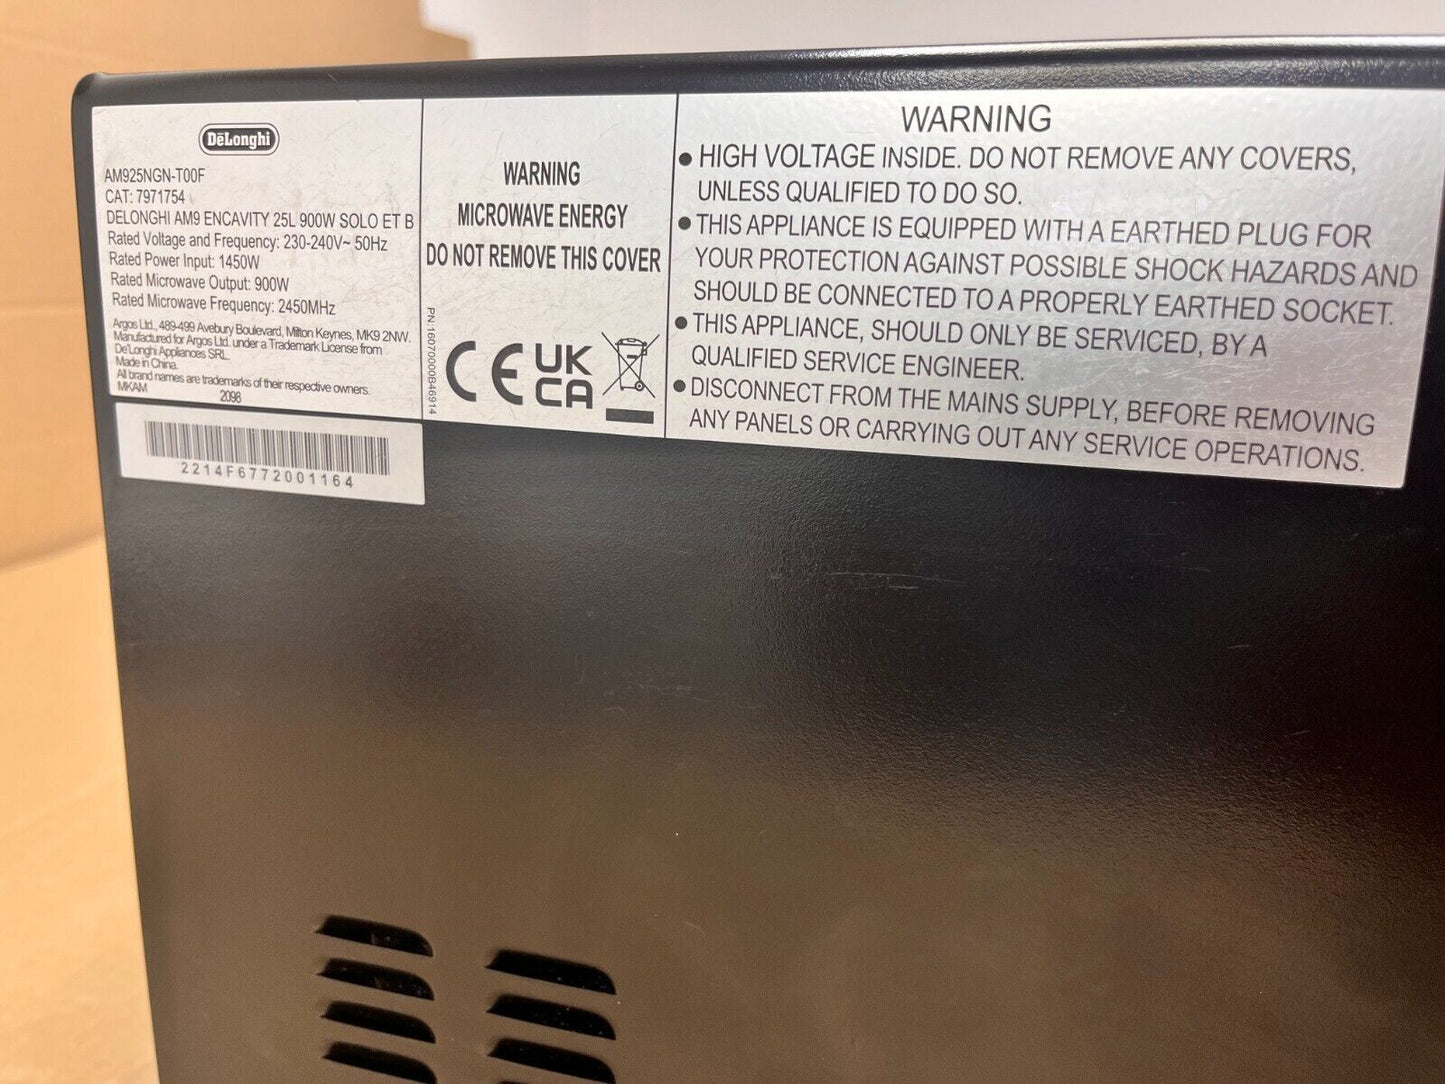 DēLonghi
AM925NGN-T00F
CAT: 7971754
DELONGHI AM9 ENCAVITY 25L 900W SOLO ET B
Rated Voltage and Frequency: 230-240V~ 50Hz
Rated Power Input: 1450W
Rated Microwave Output: 900W
Rated Microwave Frequency: 2450MHz
Argos Ltd., 489-499 Avebury Boulevard, Milton Keynes, MK9 2NW.
Manufactured for Argos Ltd. under a Trademark License from
De'Longhi Appliances SRL.
Made in China.
All brand names are trademarks of their respective owners.
MKAM 2098
2214F6772001164
WARNING
MICROWAVE ENERGY
DO NOT REMOVE THIS COVER
PN:16070000B46914
CE UK
CA
WARNING
● HIGH VOLTAGE INSIDE. DO NOT REMOVE ANY COVERS,
UNLESS QUALIFIED TO DO SO.
● THIS APPLIANCE IS EQUIPPED WITH A EARTHED PLUG FOR
YOUR PROTECTION AGAINST POSSIBLE SHOCK HAZARDS AND
SHOULD BE CONNECTED TO A PROPERLY EARTHED SOCKET.
● THIS APPLIANCE, SHOULD ONLY BE SERVICED, BY A
QUALIFIED SERVICE ENGINEER.
● DISCONNECT FROM THE MAINS SUPPLY, BEFORE REMOVING
ANY PANELS OR CARRYING OUT ANY SERVICE OPERATIONS.